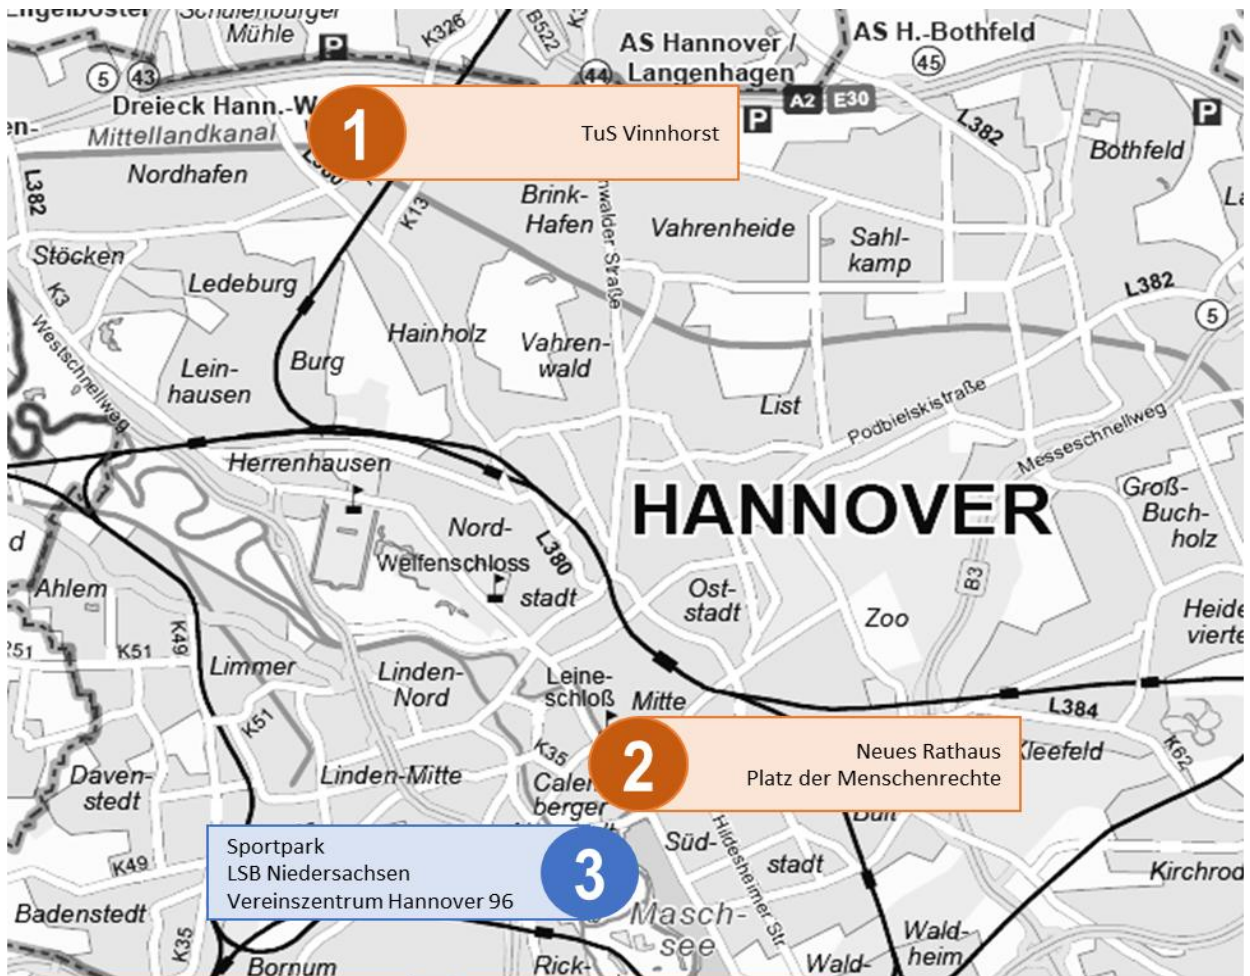 Mühle
K326
B522
AS Hannover /
Langenhagen
AS H.-Bothfeld
P
5
43
44
45
A2
E30
Dreieck Hann.-W
Mittellandkanal
1
TuS Vinnhorst
P
P
L382
Bothfeld
Nordhafen
L382
K13
Brink-
Hafen
Vahrenheide
Sahl-
kamp
Stöcken
K3
Ledeburg
L382
5
Westschnellweg
Hainholz
Vahren-
wald
Lein-
hausen
Burg
List
Podbielskistraße
Messeschnellweg
Herrenhausen
HANNOVER
Groß-
Buch-
holz
Nord-
stadt
Welfenschloss
L380
B3
Ahlem
Ost-
stadt
Zoo
K49
K51
Limmer
Linden-
Nord
Leine-
schloß
Mitte
K51
K35
L384
K62
Kleefeld
2
Neues Rathaus
Platz der Menschenrechte
Daven-
stedt
Linden-Mitte
berger
Bult
Hildesheimer Str
3
Sportpark
LSB Niedersachsen
Vereinszentrum Hannover 96
K49
Süd-
stadt
Badenstedt
K35
Masch-
see
Wald-
heim
Wald-
Bornum
Rick-